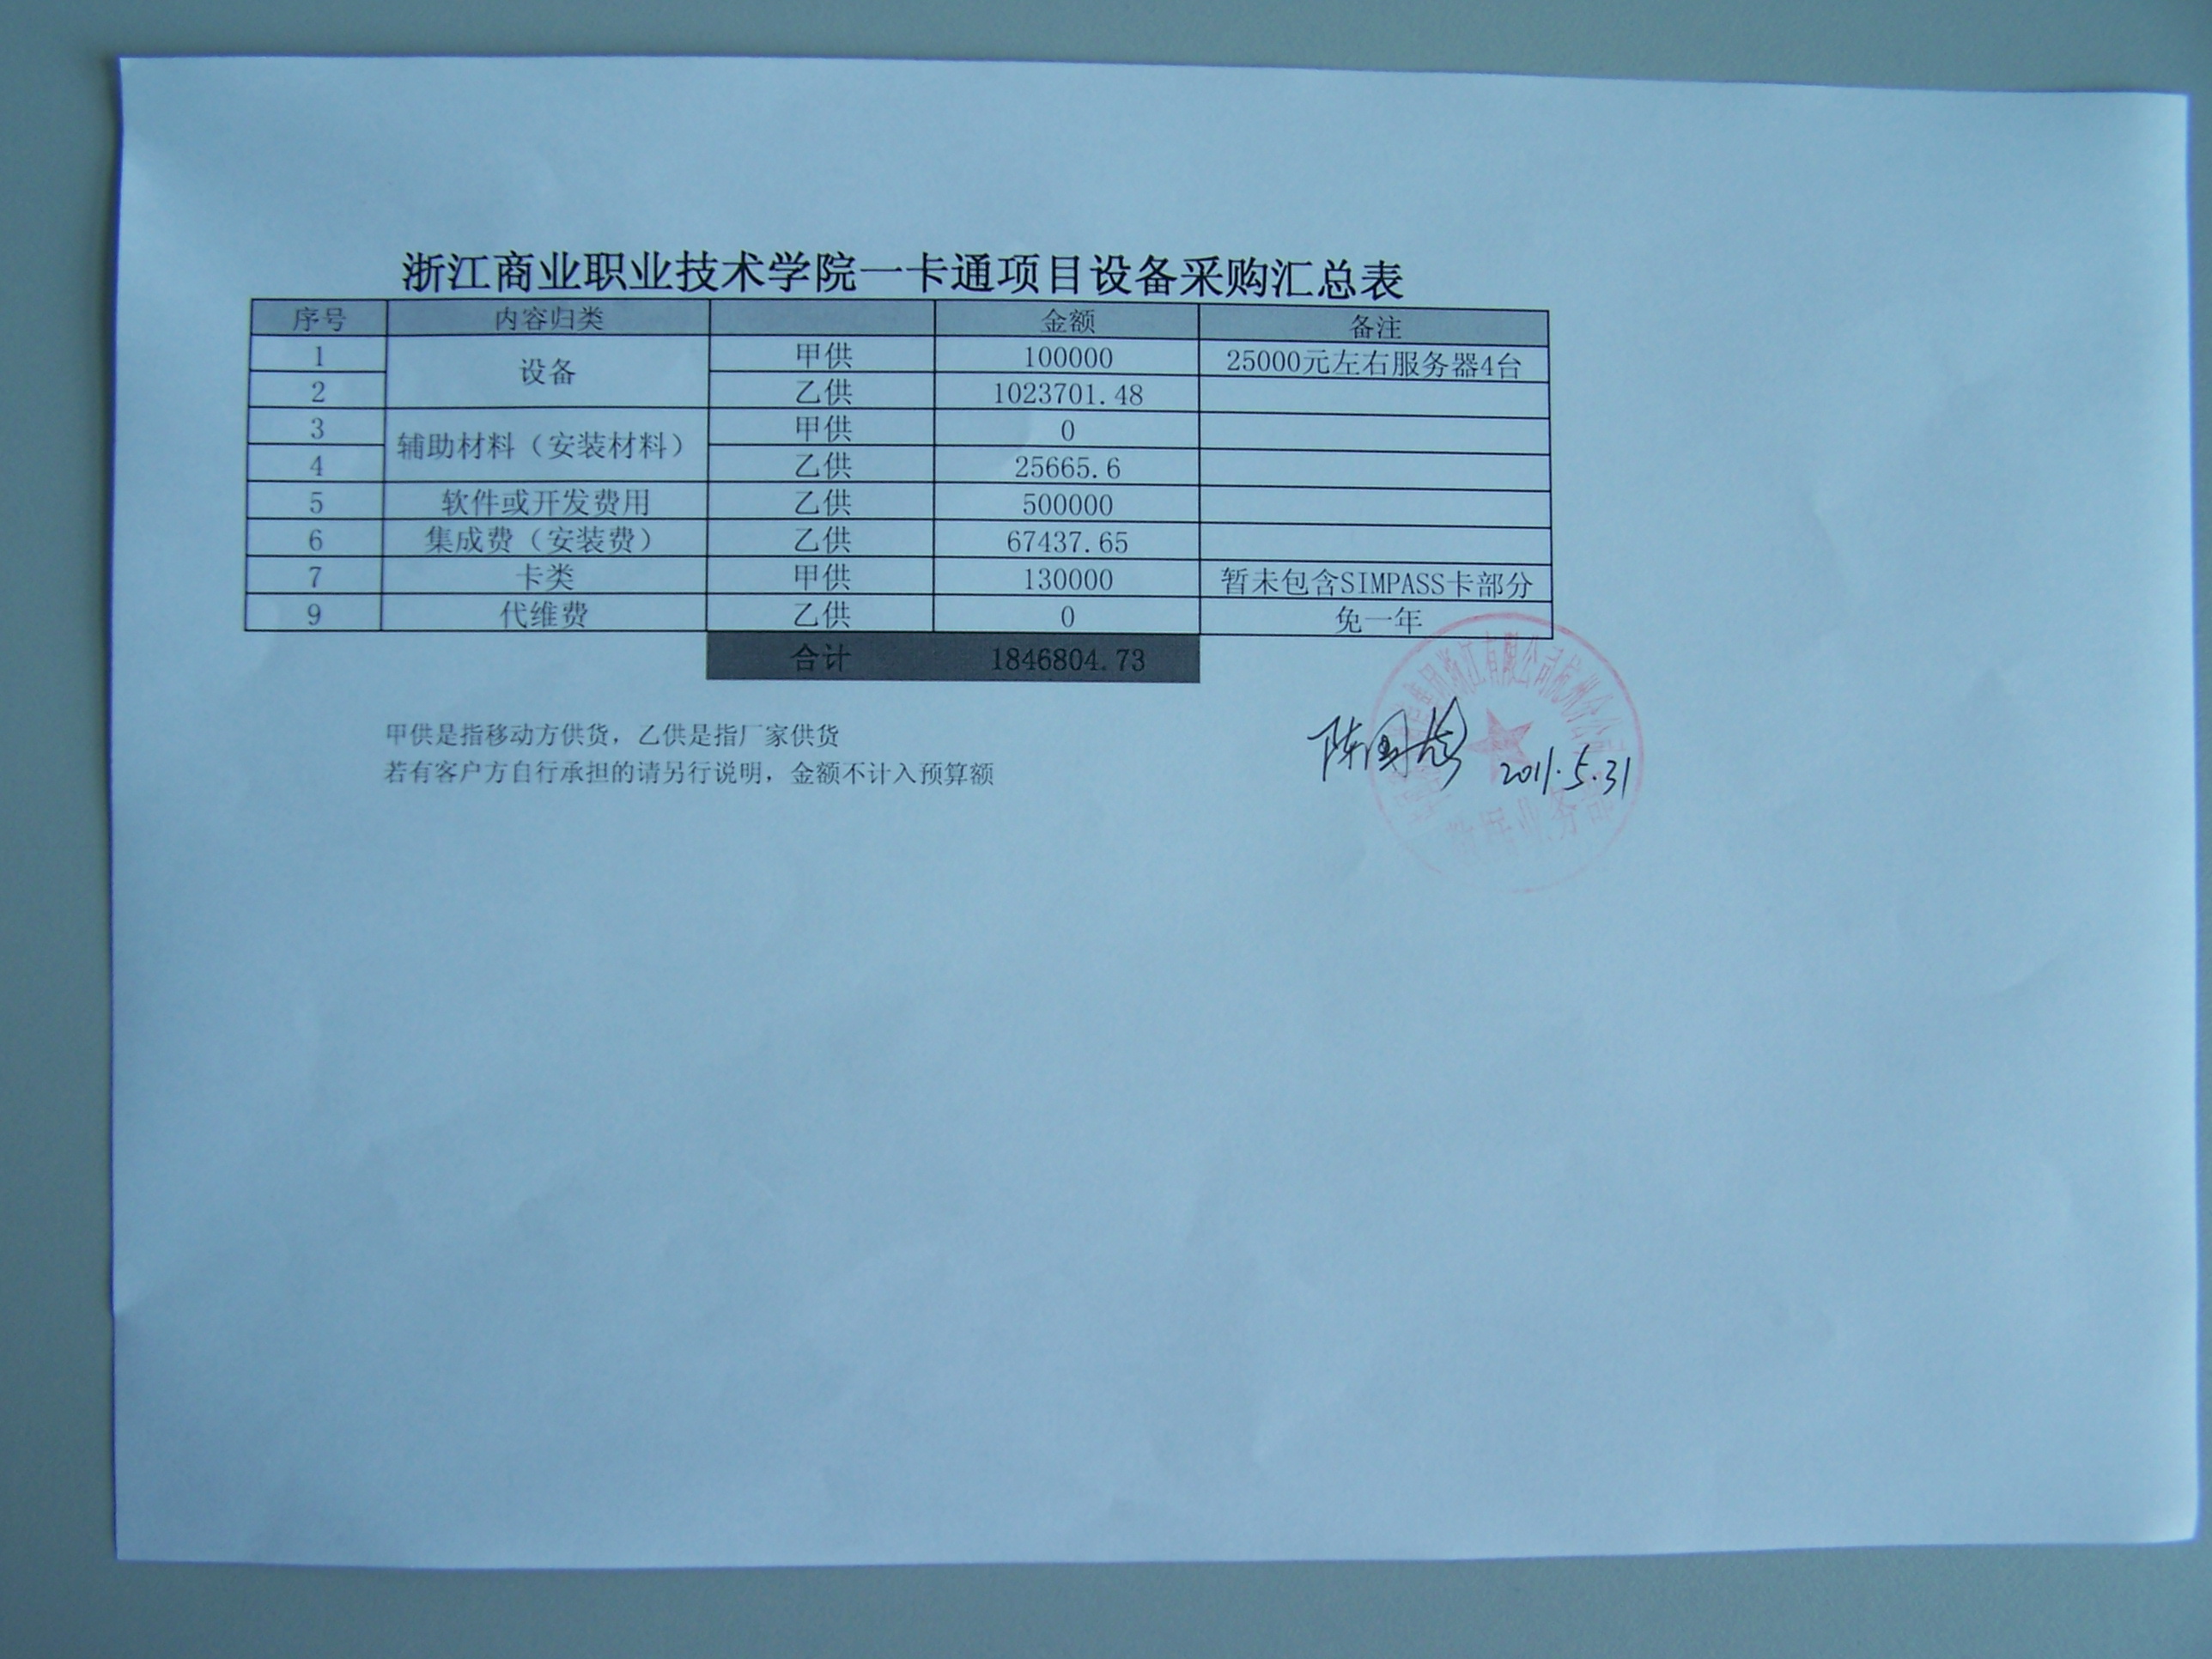 浙江商业职业技术学院一卡通项目设备采购汇总表
序号 内容归类 金额 备注
1 设备 甲供 100000 25000元左右服务器4台
2 乙供 1023701.48
3 辅助材料（安装材料） 甲供 0
4 乙供 25665.6
5 软件或开发费用 乙供 500000
6 集成费（安装费） 乙供 67437.65
7 卡类 甲供 130000 暂未包含SIMPASS卡部分
9 代维费 乙供 0 免一年
合计 1846804.73
甲供是指移动方供货，乙供是指厂家供货
若有客户方自行承担的请另行说明，金额不计入预算额
2011.5.31
浙江有限公司杭州分公司
业务部